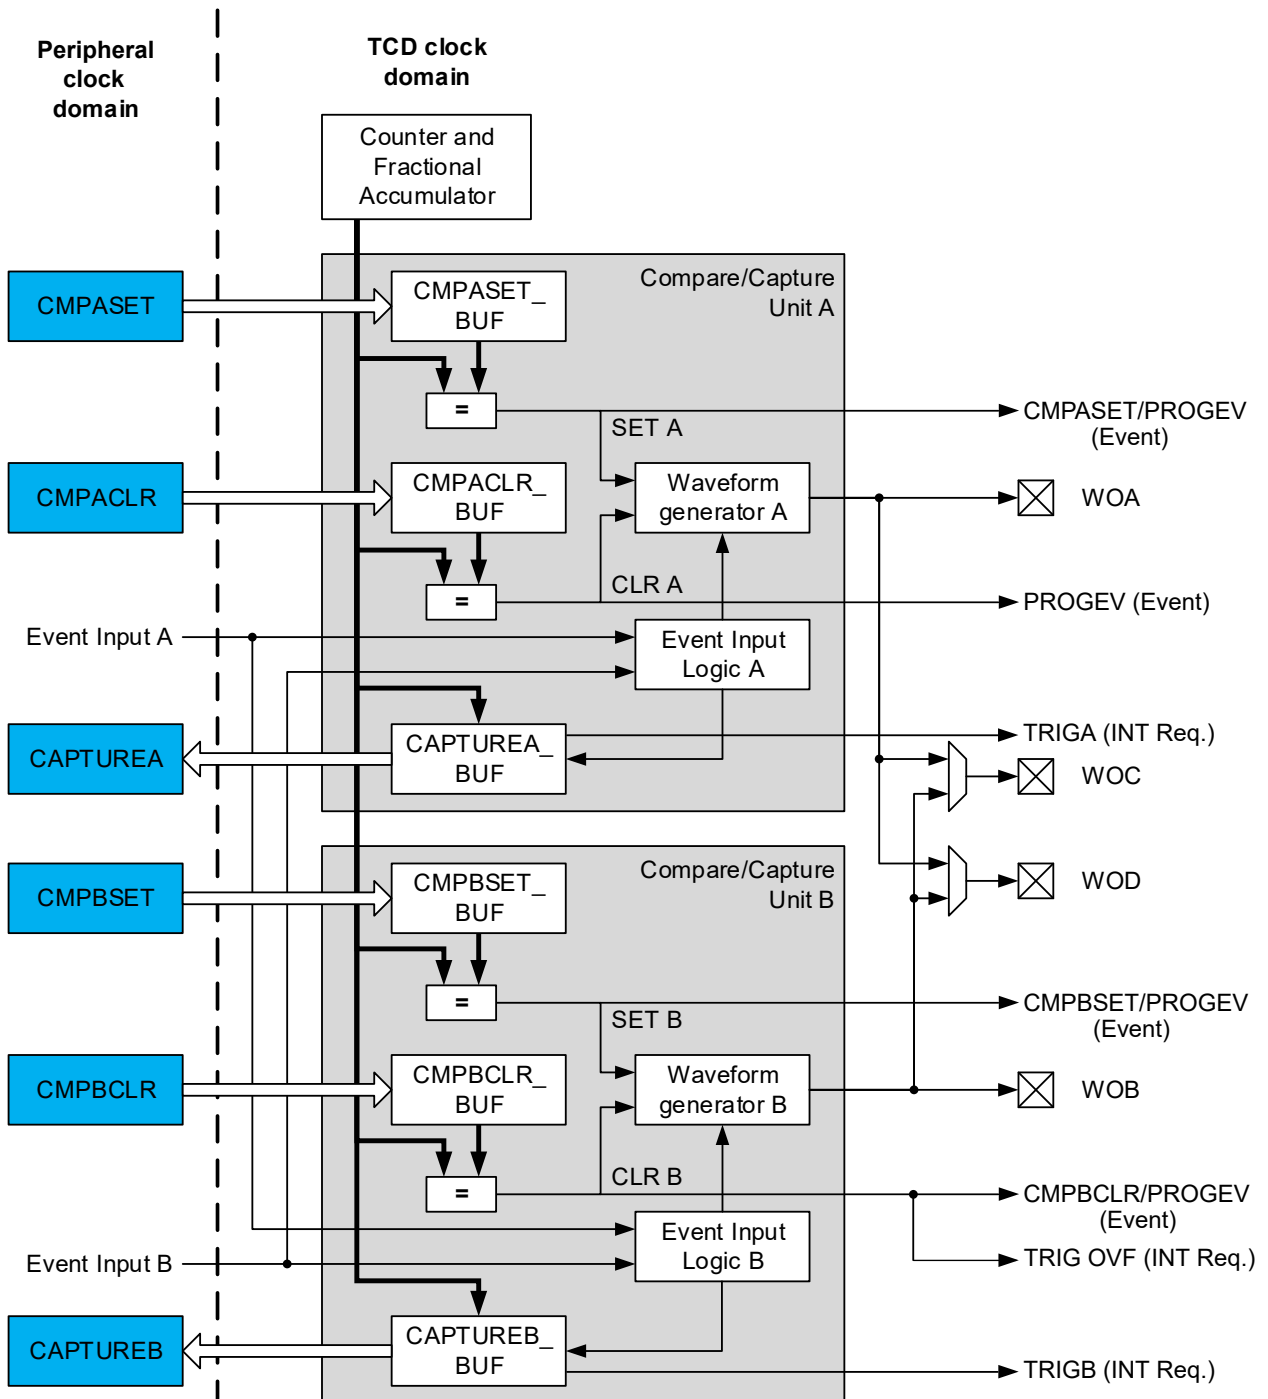 Peripheral
clock
domain
TCD clock
domain
Counter and
Fractional
Accumulator
Compare/Capture
Unit A
CMPASET
CMPASET_
BUF
=
SET A
CMPASET/PROGEV
(Event)
CMPACLR
CMPACLR_
BUF
Waveform
generator A
WOA
=
CLR A
PROGEV (Event)
Event Input A
Event Input
Logic A
CAPTUREA
CAPTUREA_
BUF
TRIGA (INT Req.)
WOC
Compare/Capture
Unit B
CMPBSET
CMPBSET_
BUF
WOD
=
SET B
CMPBSET/PROGEV
(Event)
CMPBCLR
CMPBCLR_
BUF
Waveform
generator B
WOB
=
CLR B
CMPBCLR/PROGEV
(Event)
Event Input B
Event Input
Logic B
TRIG OVF (INT Req.)
CAPTUREB
CAPTUREB_
BUF
TRIGB (INT Req.)